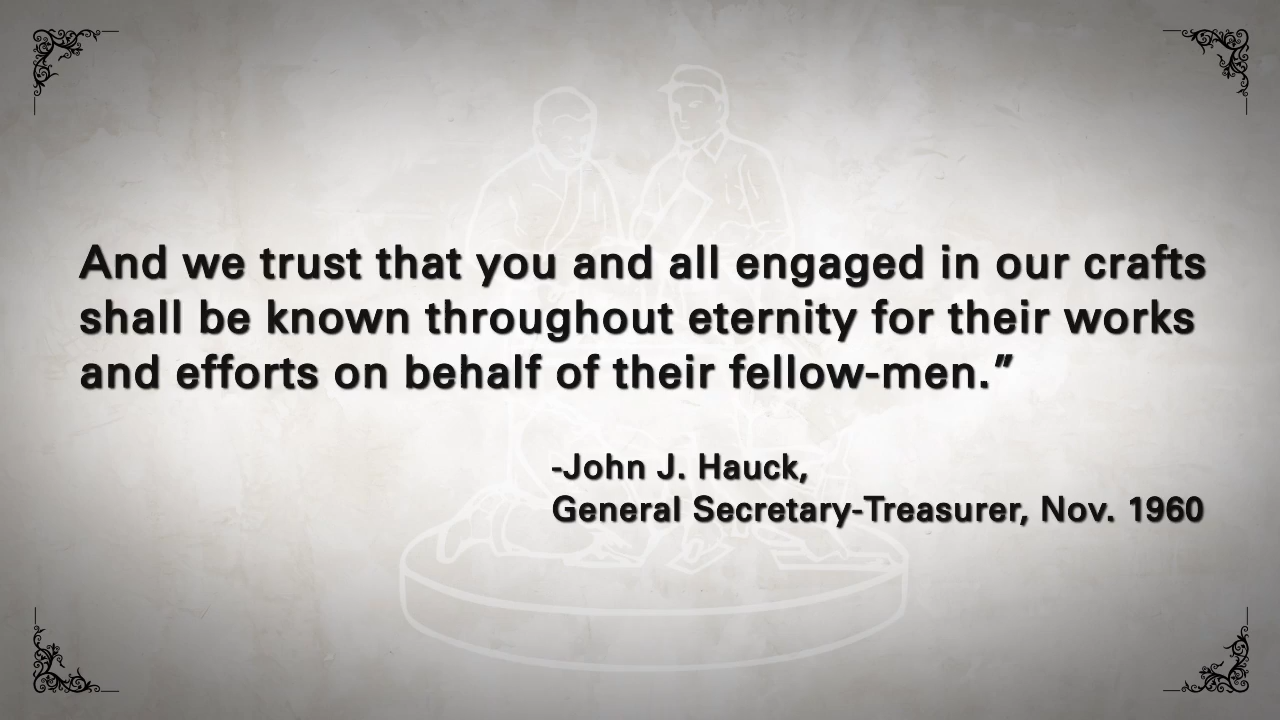 And we trust that you and all engaged in our crafts
shall be known throughout eternity for their works
and efforts on behalf of their fellow-men.”
-John J. Hauck,
General Secretary-Treasurer, Nov. 1960